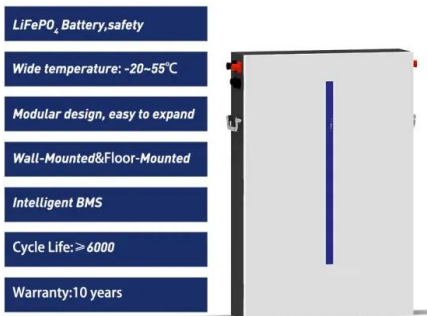 LiFePO₄ Battery,safety
Wide temperature: -20~55℃
Modular design, easy to expand
Wall-Mounted&Floor-Mounted
Intelligent BMS
Cycle Life:≥6000
Warranty:10 years